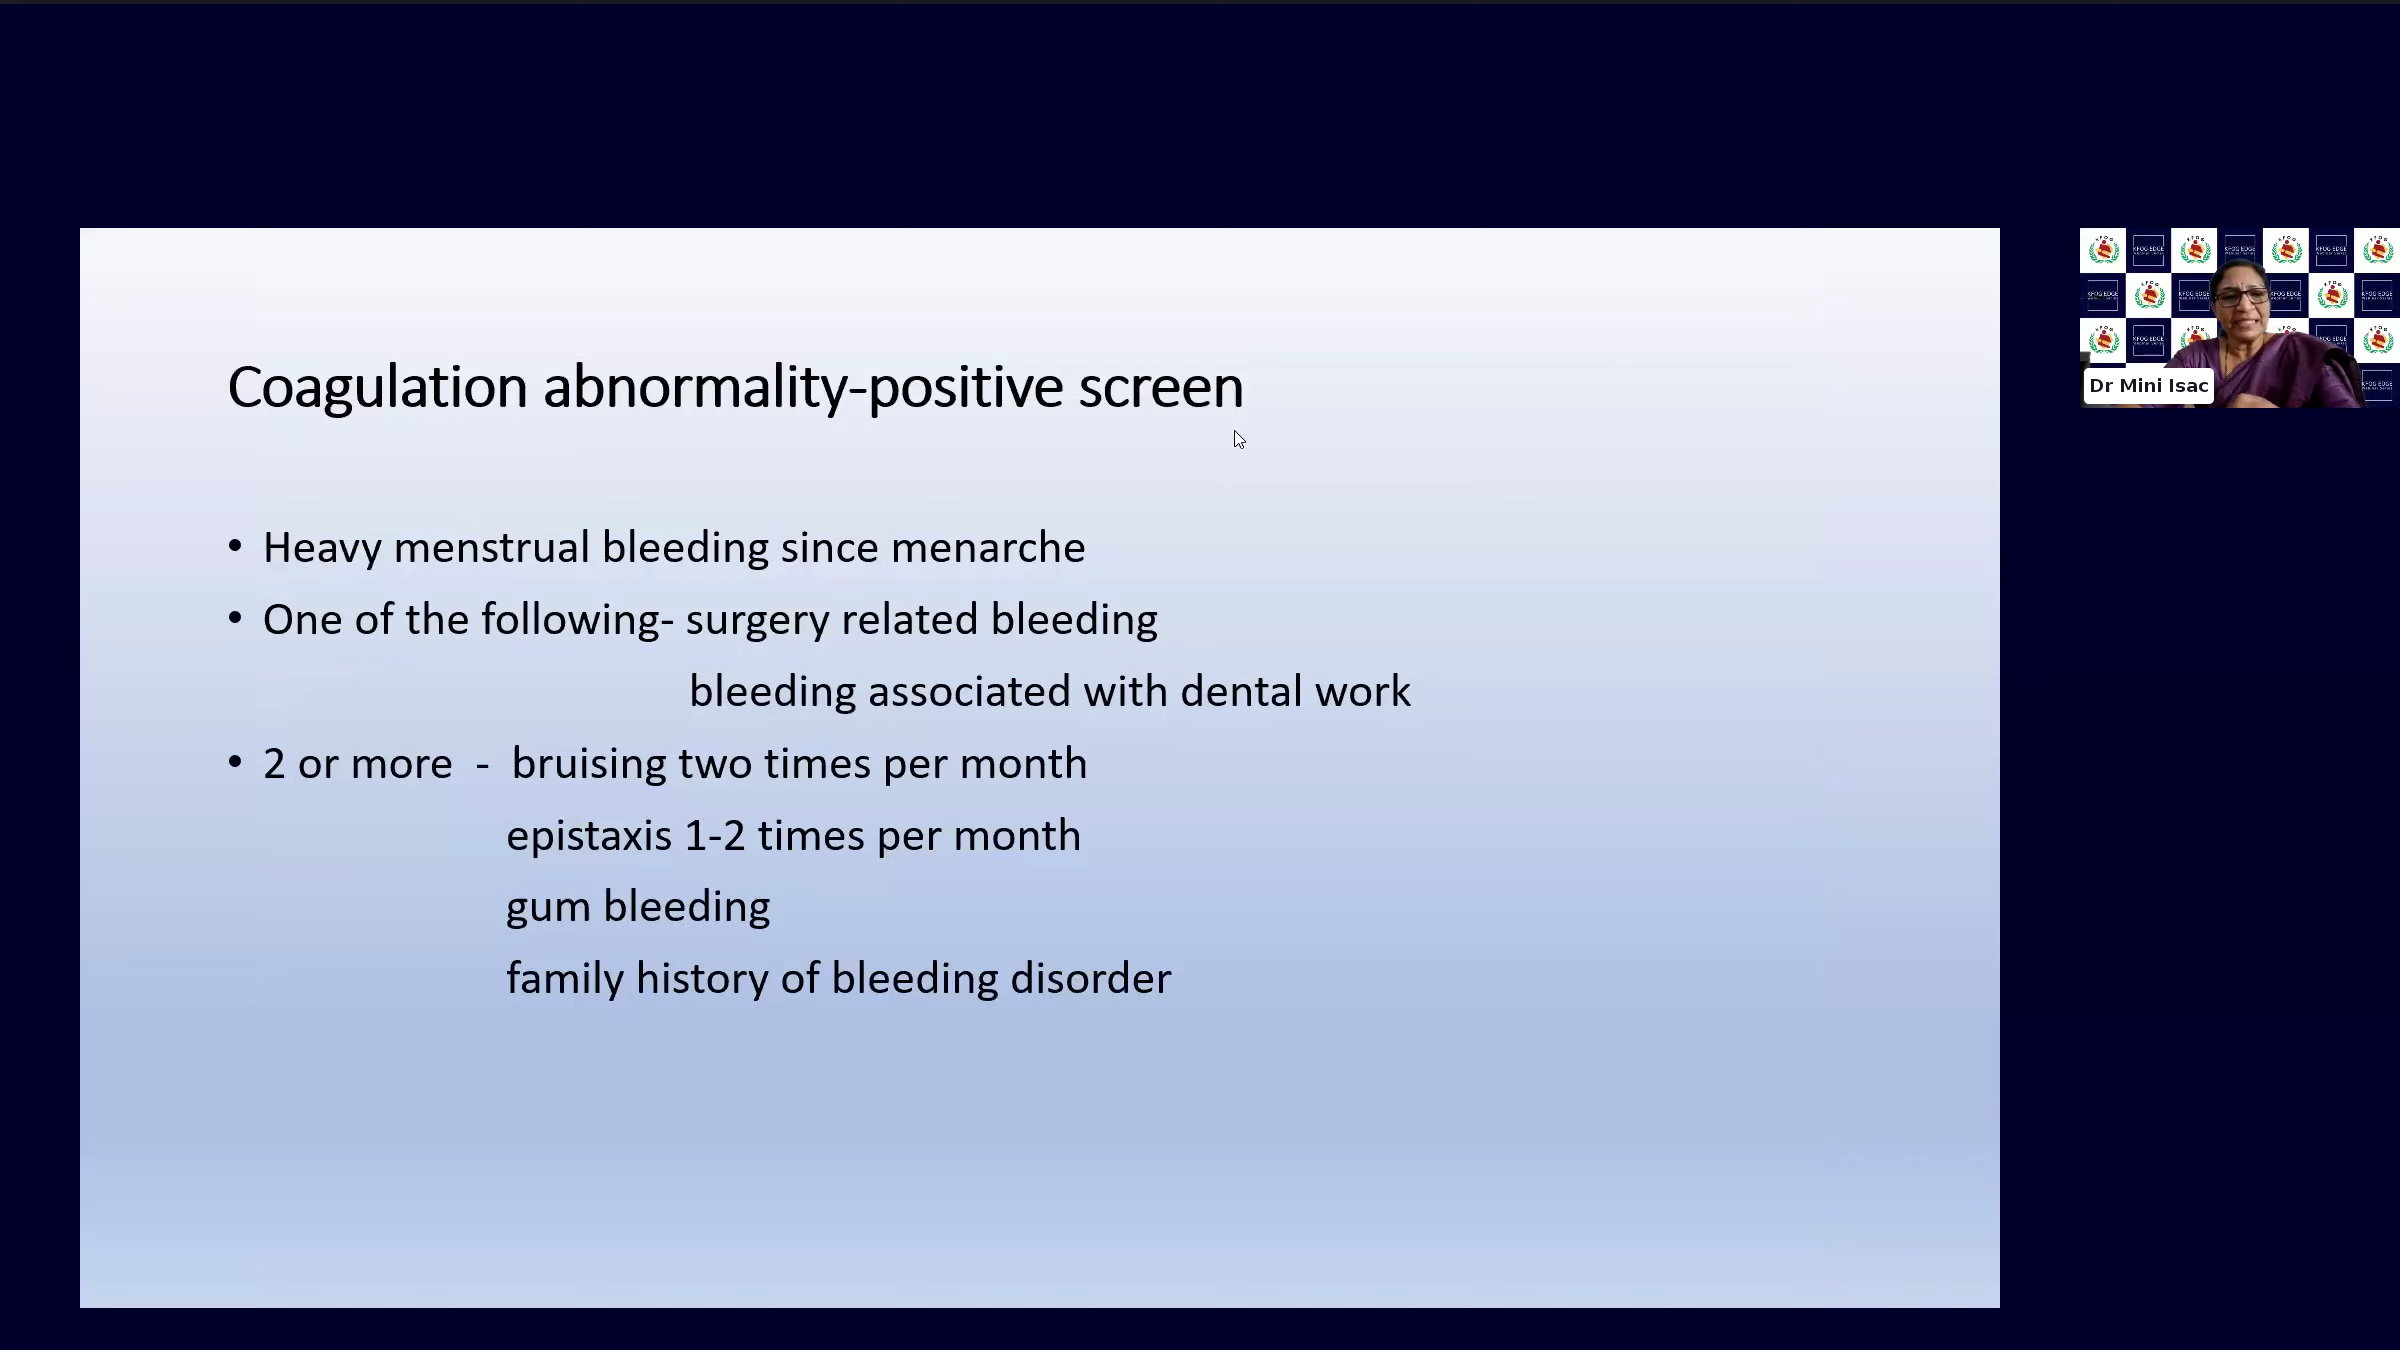 Coagulation abnormality-positive screen
• Heavy menstrual bleeding since menarche
• One of the following- surgery related bleeding
bleeding associated with dental work
• 2 or more - bruising two times per month
epistaxis 1-2 times per month
gum bleeding
family history of bleeding disorder
KFOG EDGE
Dr Mini Isac